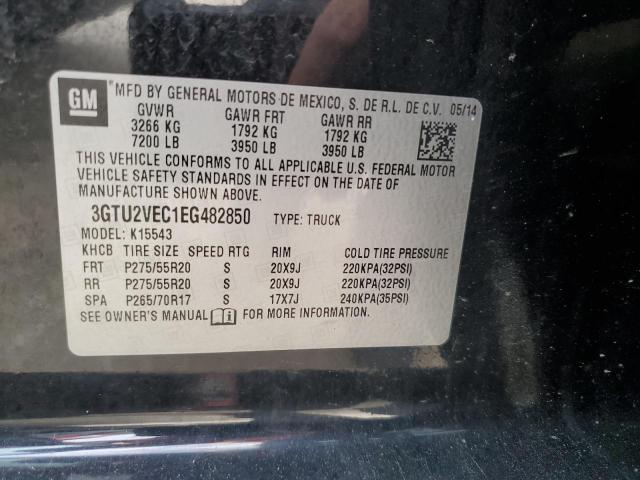 GM
MFD BY GENERAL MOTORS DE MEXICO, S. DE R.L. DE C.V. 05/14
GVWR GAWR FRT GAWR RR
3266 KG 1792 KG 1792 KG
7200 LB 3950 LB 3950 LB
THIS VEHICLE CONFORMS TO ALL APPLICABLE U.S. FEDERAL MOTOR
VEHICLE SAFETY STANDARDS IN EFFECT ON THE DATE OF
MANUFACTURE SHOWN ABOVE.
3GTU2VEC1EG482850 TYPE: TRUCK
MODEL: K15543
KHCB TIRE SIZE SPEED RTG RIM COLD TIRE PRESSURE
FRT P275/55R20 S 20X9J 220KPA(32PSI)
RR P275/55R20 S 20X9J 220KPA(32PSI)
SPA P265/70R17 S 17X7J 240KPA(35PSI)
SEE OWNER'S MANUAL FOR MORE INFORMATION.